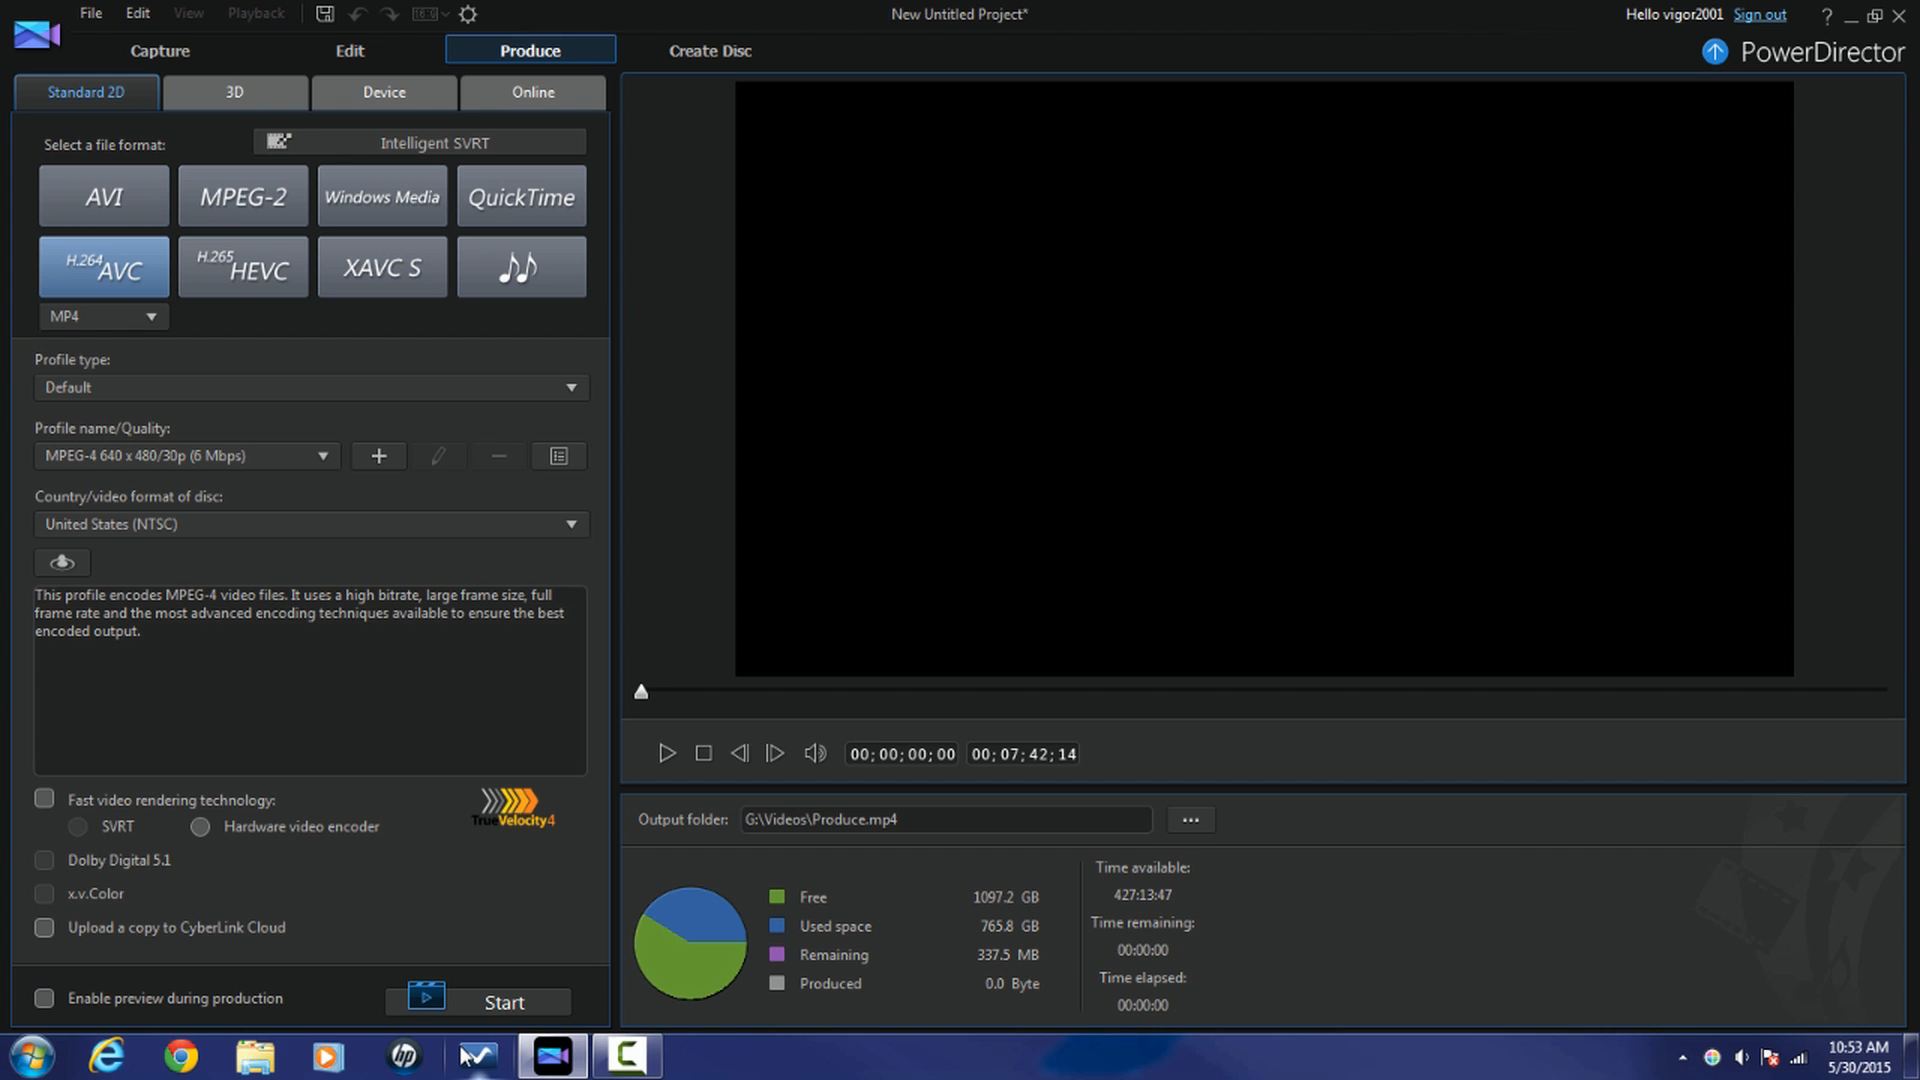 File Edit View Playback
New Untitled Project*
Hello vigor2001 Sign out ?
Capture Edit Produce Create Disc
PowerDirector
Standard 2D 3D Device Online
Select a file format: Intelligent SVRT
AVI MPEG-2 Windows Media QuickTime
H.264 AVC H.265 HEVC XAVC S
MP4
Profile type:
Default
Profile name/Quality:
MPEG-4 640 x 480/30p (6 Mbps)
Country/video format of disc:
United States (NTSC)
This profile encodes MPEG-4 video files. It uses a high bitrate, large frame size, full
frame rate and the most advanced encoding techniques available to ensure the best
encoded output.
Fast video rendering technology:
TrueVelocity4
SVRT Hardware video encoder
Dolby Digital 5.1
x.v.Color
Upload a copy to CyberLink Cloud
Enable preview during production
Start
00;00;00;00 00;07;42;14
Output folder: G:\Videos\Produce.mp4 ...
Free 1097.2 GB
Used space 765.8 GB
Remaining 337.5 MB
Produced 0.0 Byte
Time available:
427:13:47
Time remaining:
00:00:00
Time elapsed:
00:00:00
hp
C
10:53 AM
5/30/2015